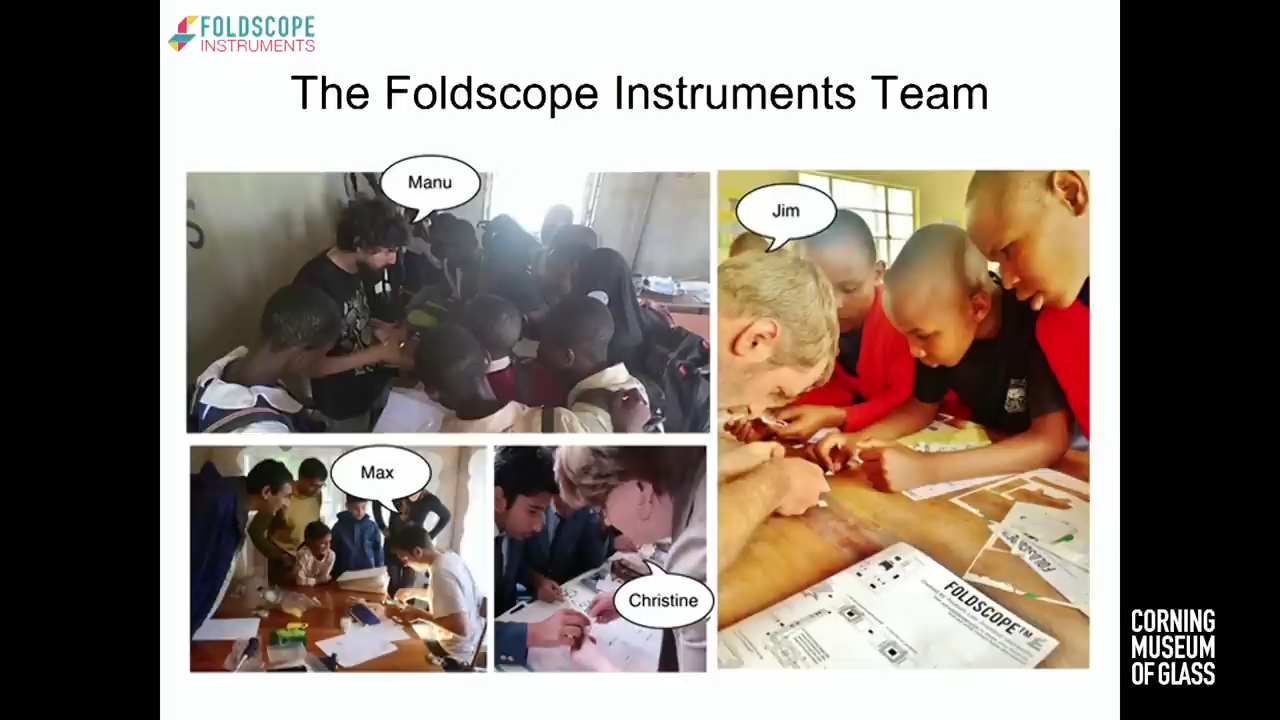 FOLDSCOPE
INSTRUMENTS
The Foldscope Instruments Team
Manu
Jim
Max
Christine
FOLDSCOPE™
CORNING
MUSEUM
OF GLASS